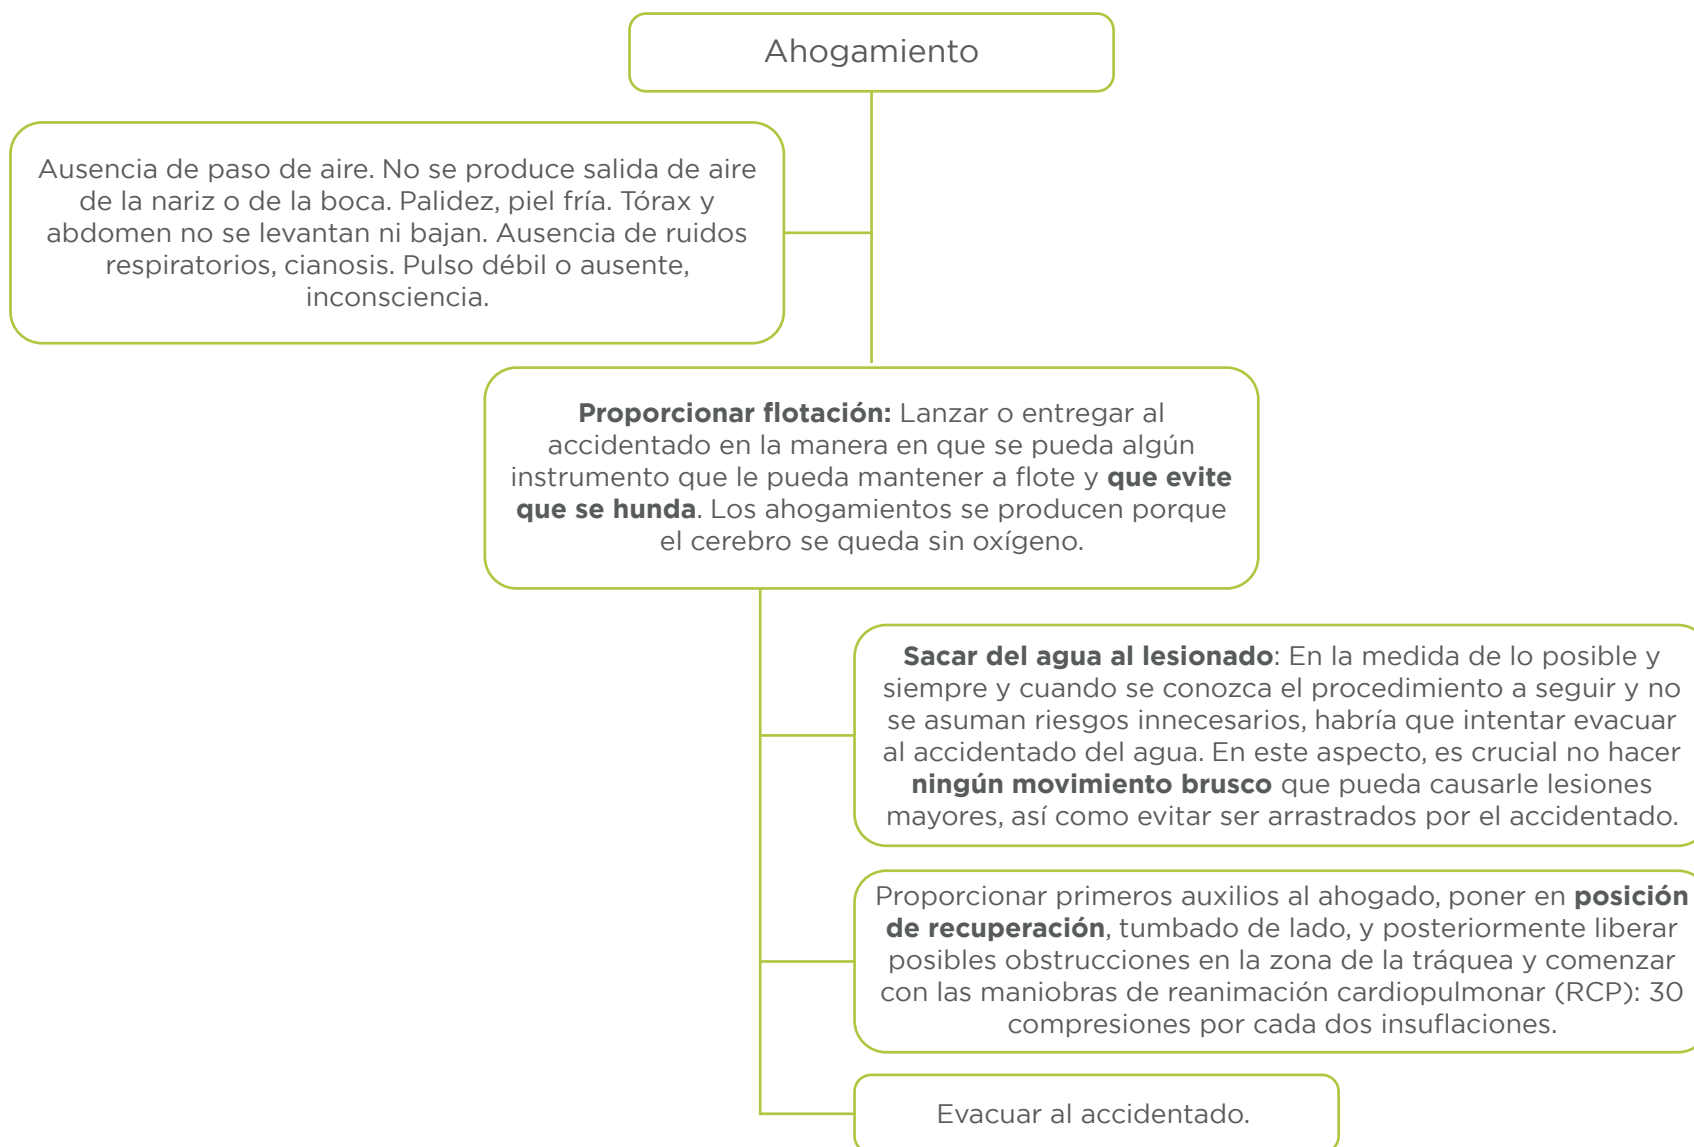 Ahogamiento
Ausencia de paso de aire. No se produce salida de aire
de la nariz o de la boca. Palidez, piel fría. Tórax y
abdomen no se levantan ni bajan. Ausencia de ruidos
respiratorios, cianosis. Pulso débil o ausente,
inconsciencia.
Proporcionar flotación: Lanzar o entregar al
accidentado en la manera en que se pueda algún
instrumento que le pueda mantener a flote y que evite
que se hunda. Los ahogamientos se producen porque
el cerebro se queda sin oxígeno.
Sacar del agua al lesionado: En la medida de lo posible y
siempre y cuando se conozca el procedimiento a seguir y no
se asuman riesgos innecesarios, habría que intentar evacuar
al accidentado del agua. En este aspecto, es crucial no hacer
ningún movimiento brusco que pueda causarle lesiones
mayores, así como evitar ser arrastrados por el accidentado.
Proporcionar primeros auxilios al ahogado, poner en posición
de recuperación, tumbado de lado, y posteriormente liberar
posibles obstrucciones en la zona de la tráquea y comenzar
con las maniobras de reanimación cardiopulmonar (RCP): 30
compresiones por cada dos insuflaciones.
Evacuar al accidentado.